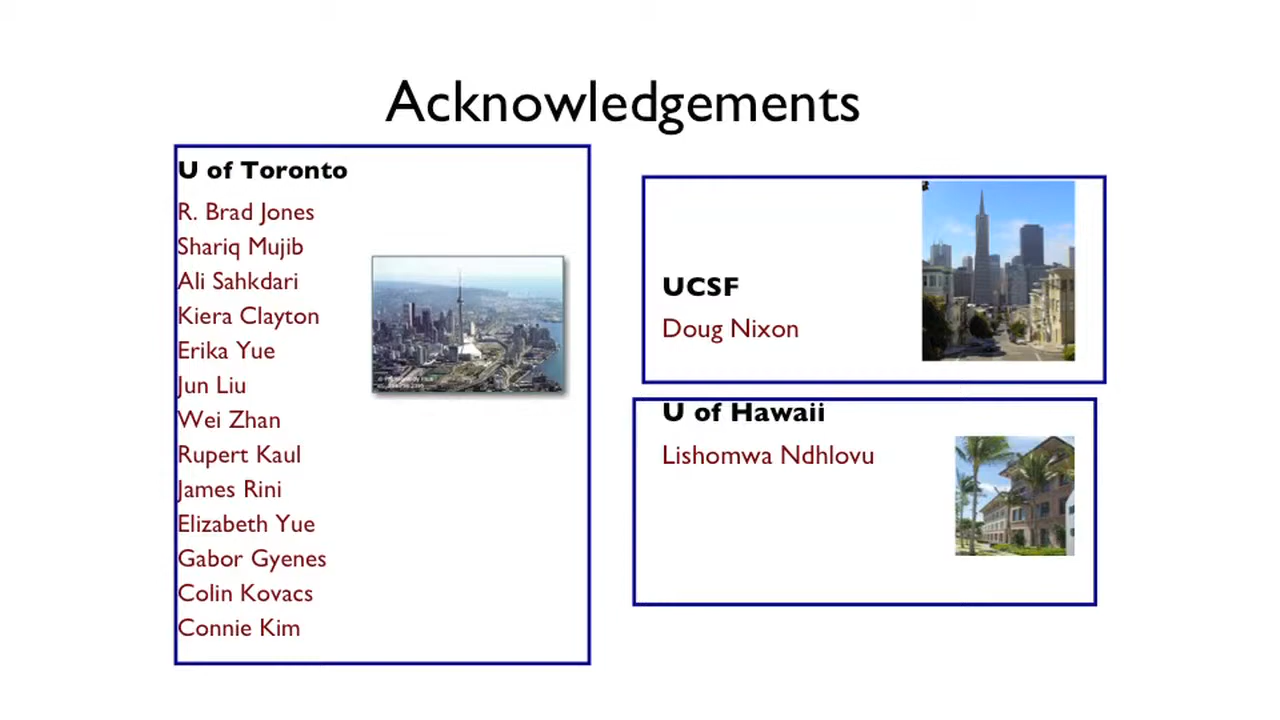 Acknowledgements
U of Toronto
R. Brad Jones
Shariq Mujib
Ali Sahkdari
Kiera Clayton
Erika Yue
Jun Liu
Wei Zhan
Rupert Kaul
James Rini
Elizabeth Yue
Gabor Gyenes
Colin Kovacs
Connie Kim
UCSF
Doug Nixon
U of Hawaii
Lishomwa Ndhlovu